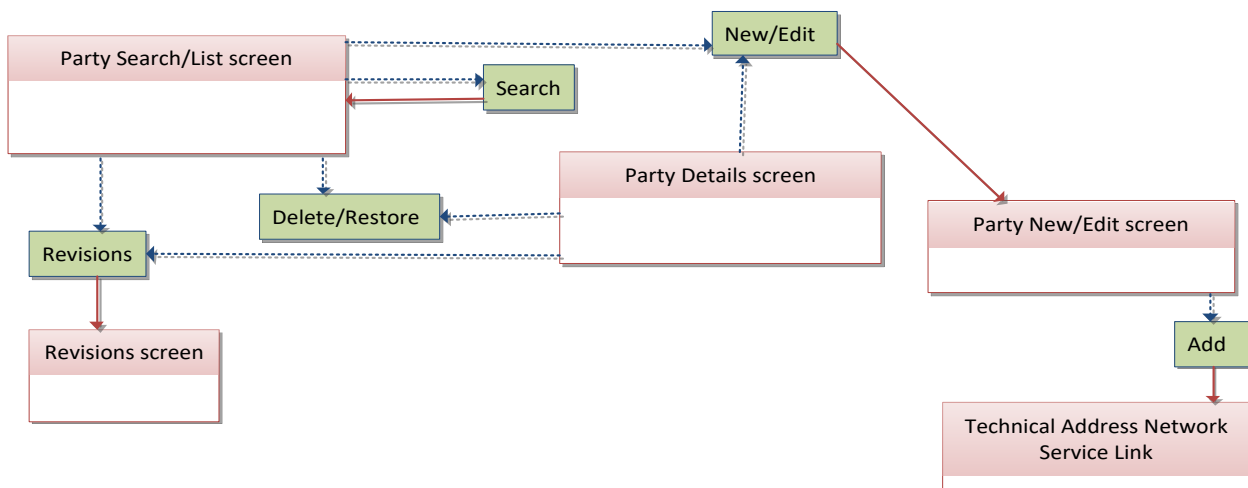 New/Edit
Party Search/List screen
Search
Party Details screen
Delete/Restore
Party New/Edit screen
Revisions
Add
Revisions screen
Technical Address Network
Service Link